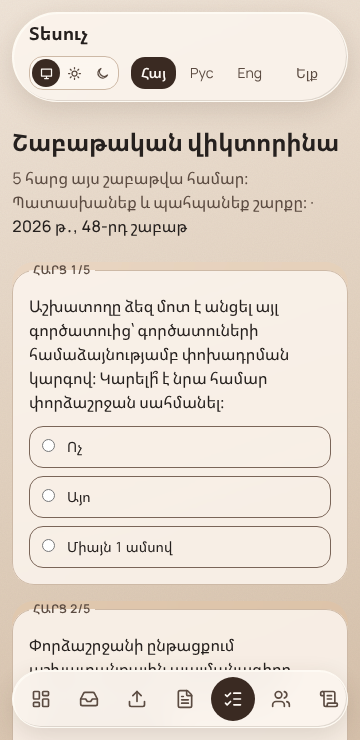 Տեսուչ
Հայ Рус Eng Ելք
Շաբաթական վիկտորինա
5 հարց այս շաբաթվա համար:
Պատասխանեք և պահպանեք շարքը: ·
2026 թ., 48-րդ շաբաթ
ՀԱՐՑ 1/5
Աշխատողը ձեզ մոտ է անցել այլ
գործատուից՝ գործատուների
համաձայնությամբ փոխադրման
կարգով: Կարելի՞ է նրա համար
փորձաշրջան սահմանել:
Ոչ
Այո
Միայն 1 ամսով
ՀԱՐՑ 2/5
Փորձաշրջանի ընթացքում